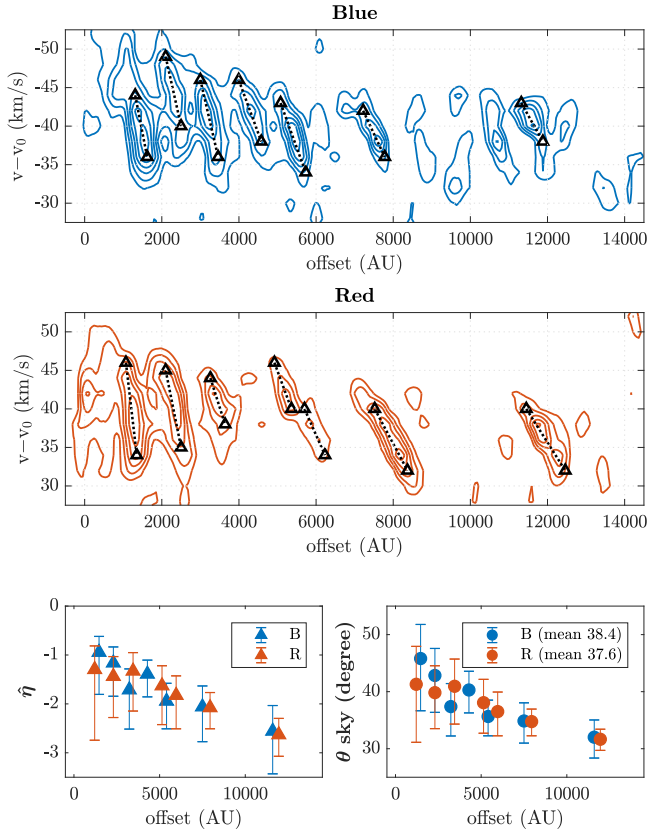 Blue
-50
-45
-40
-35
-30
v−v₀ (km/s)
0 2000 4000 6000 8000 10000 12000 14000
offset (AU)
Red
50
45
40
35
30
v−v₀ (km/s)
0 2000 4000 6000 8000 10000 12000 14000
offset (AU)
0
-1
-2
-3
η̂
B
R
0 5000 10000
offset (AU)
50
40
30
θ sky (degree)
B (mean 38.4)
R (mean 37.6)
0 5000 10000
offset (AU)